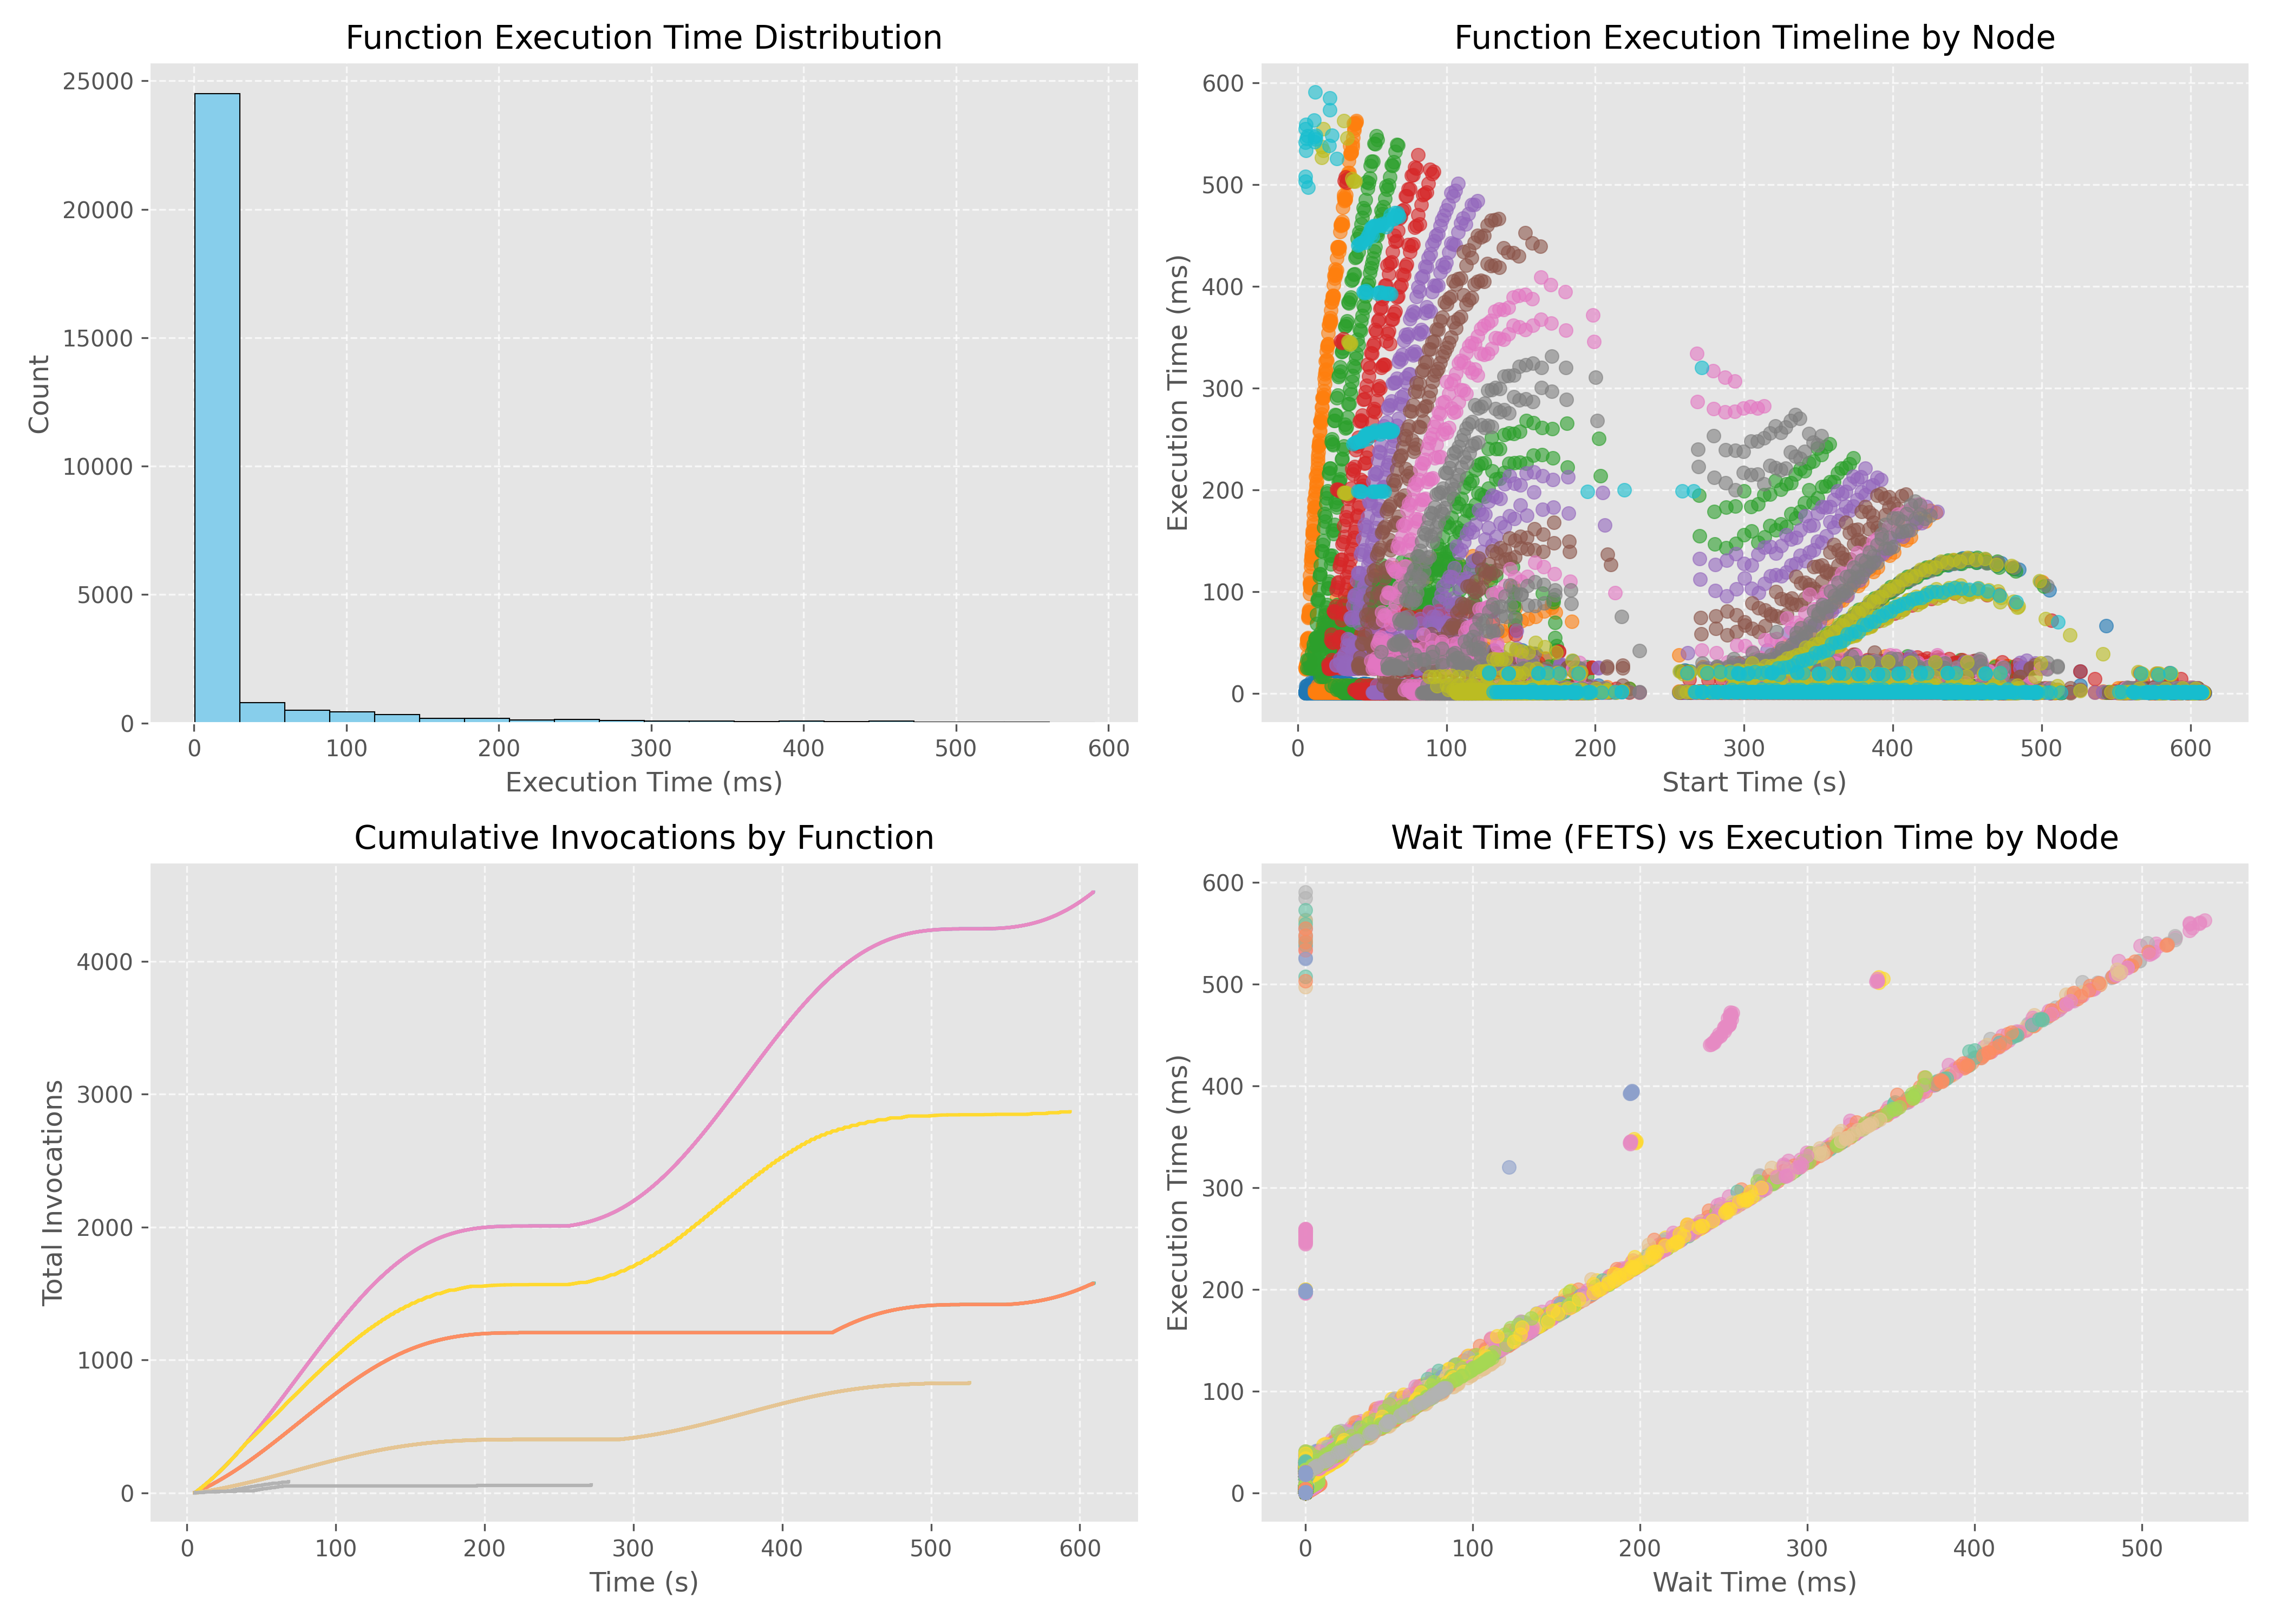 Function Execution Time Distribution
Count
25000
20000
15000
10000
5000
0
0 100 200 300 400 500 600
Execution Time (ms)
Function Execution Timeline by Node
Execution Time (ms)
600
500
400
300
200
100
0
0 100 200 300 400 500 600
Start Time (s)
Cumulative Invocations by Function
Total Invocations
4000
3000
2000
1000
0
0 100 200 300 400 500 600
Time (s)
Wait Time (FETS) vs Execution Time by Node
Execution Time (ms)
600
500
400
300
200
100
0
0 100 200 300 400 500
Wait Time (ms)